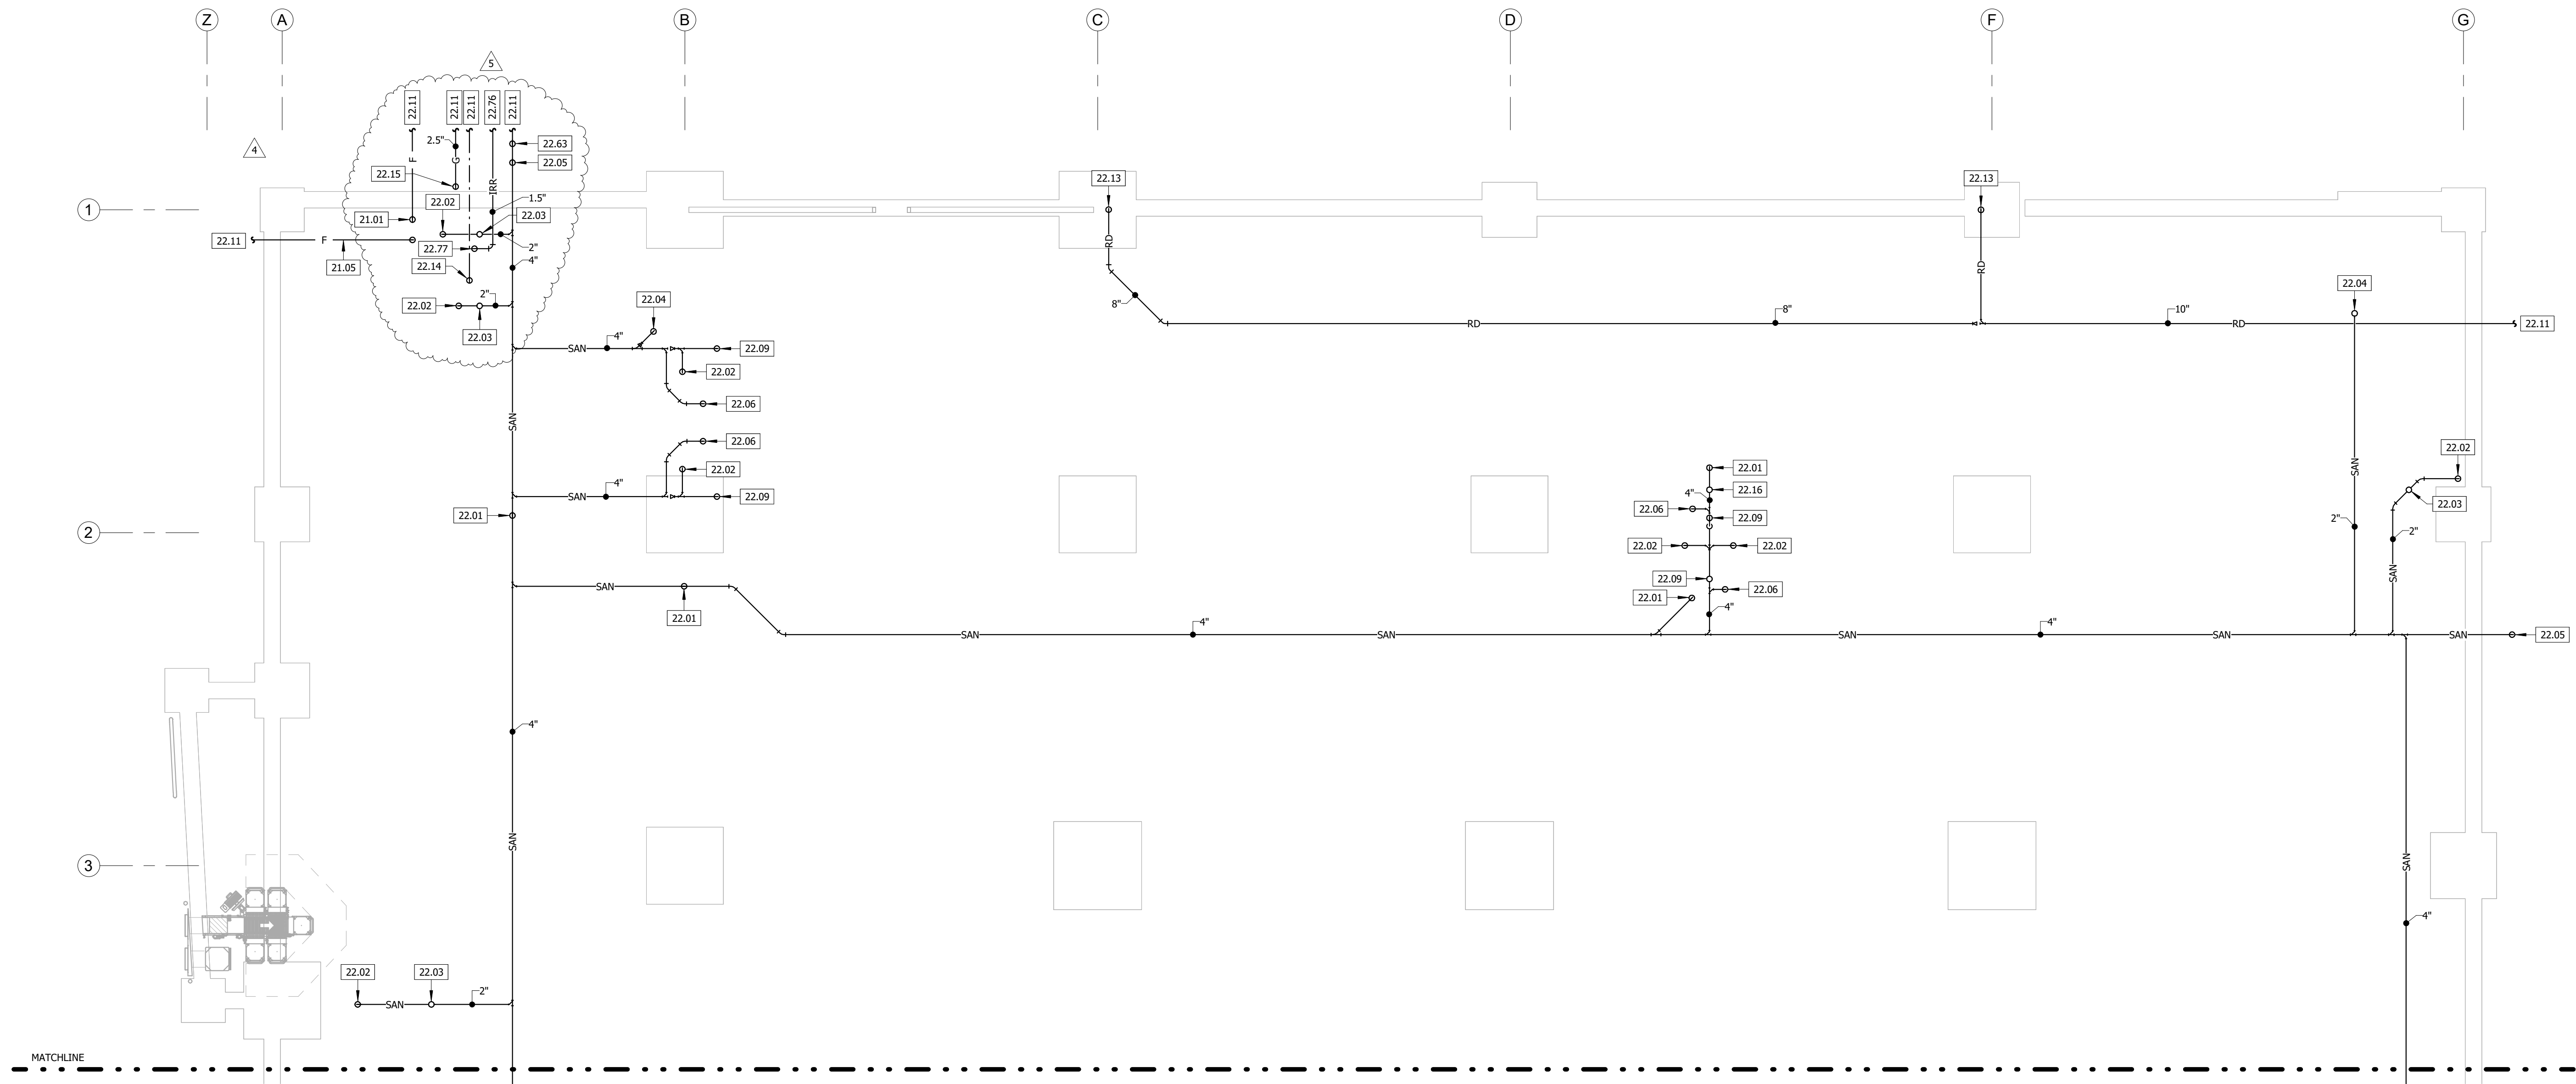 Z
A
B
C
D
F
G
5
22.11
22.11
22.11
22.76
22.11
4
2.5"
22.63
F
G
22.05
22.15
22.13
22.13
IRR
22.02
1.5"
1
21.01
22.03
22.11
F
22.77
2"
RD
4"
21.05
22.14
RD
22.04
2"
22.04
22.02
8"
8"
10"
22.03
RD
RD
22.11
4"
SAN
22.09
22.02
22.06
SAN
22.06
22.02
22.02
22.01
SAN
4"
22.16
SAN
4"
22.09
22.03
22.01
22.06
22.09
2"
2
G
2"
22.02
22.02
SAN
22.09
SAN
22.06
22.01
22.01
4"
4"
4"
SAN
SAN
SAN
SAN
SAN
22.05
4"
SAN
3
SAN
4"
22.02
22.03
2"
SAN
MATCHLINE